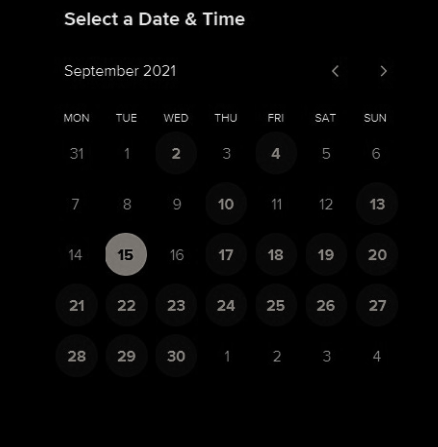 Select a Date & Time
September 2021
MON TUE WED THU FRI SAT SUN
31 1 2 3 4 5 6
7 8 9 10 11 12 13
14 15 16 17 18 19 20
21 22 23 24 25 26 27
28 29 30 1 2 3 4